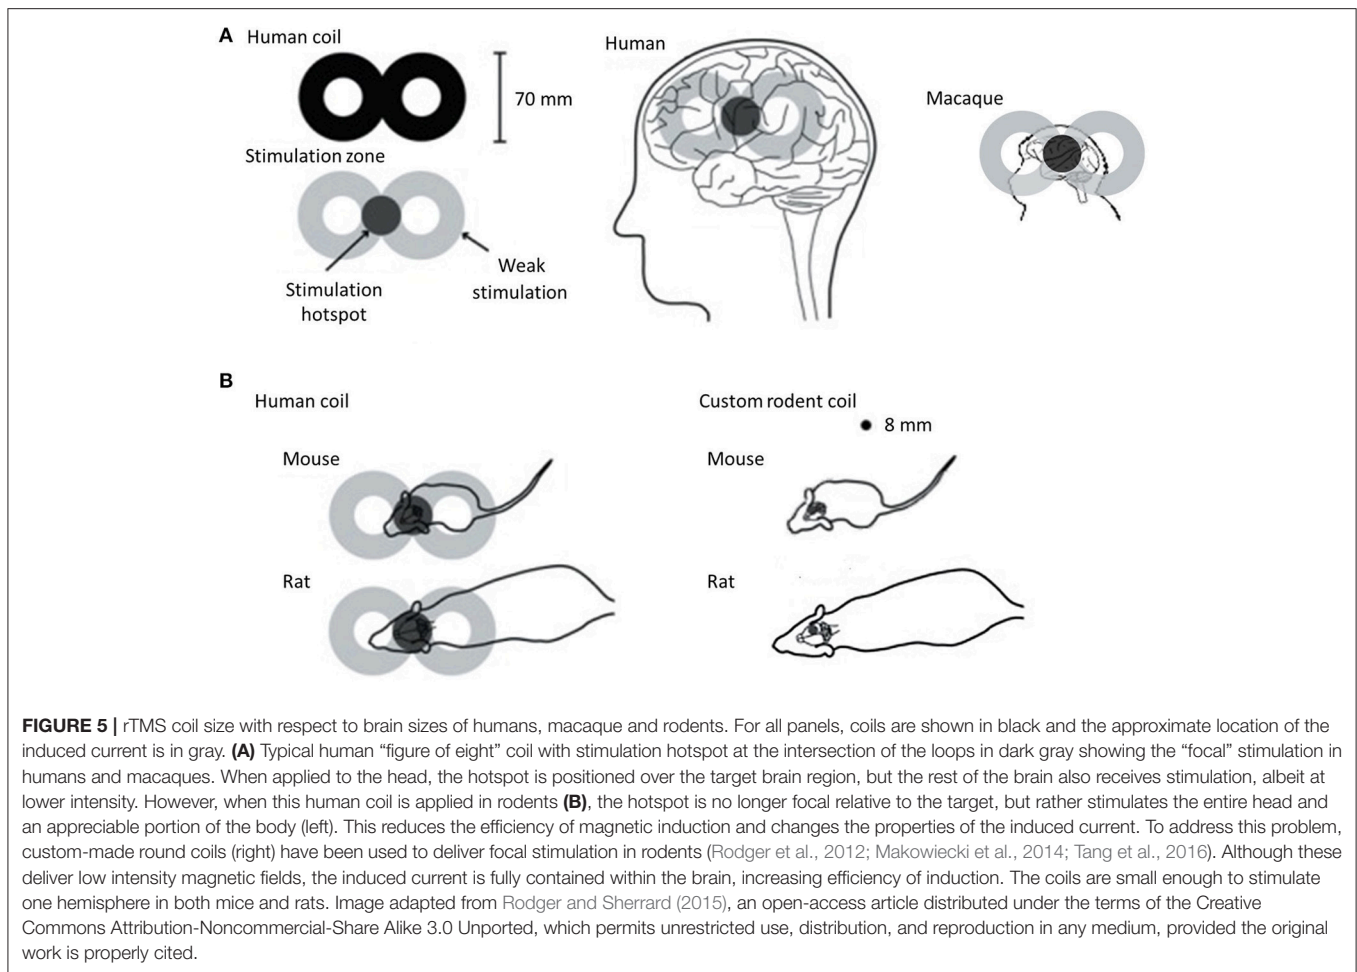 A
Human coil
70 mm
Stimulation zone
Stimulation
hotspot
Weak
stimulation
Human
Macaque
B
Human coil
Mouse
Rat
Custom rodent coil
8 mm
Mouse
Rat
FIGURE 5 | rTMS coil size with respect to brain sizes of humans, macaque and rodents. For all panels, coils are shown in black and the approximate location of the
induced current is in gray. (A) Typical human “figure of eight” coil with stimulation hotspot at the intersection of the loops in dark gray showing the “focal” stimulation in
humans and macaques. When applied to the head, the hotspot is positioned over the target brain region, but the rest of the brain also receives stimulation, albeit at
lower intensity. However, when this human coil is applied in rodents (B), the hotspot is no longer focal relative to the target, but rather stimulates the entire head and
an appreciable portion of the body (left). This reduces the efficiency of magnetic induction and changes the properties of the induced current. To address this problem,
custom-made round coils (right) have been used to deliver focal stimulation in rodents (Rodger et al., 2012; Makowiecki et al., 2014; Tang et al., 2016). Although these
deliver low intensity magnetic fields, the induced current is fully contained within the brain, increasing efficiency of induction. The coils are small enough to stimulate
one hemisphere in both mice and rats. Image adapted from Rodger and Sherrard (2015), an open-access article distributed under the terms of the Creative
Commons Attribution-Noncommercial-Share Alike 3.0 Unported, which permits unrestricted use, distribution, and reproduction in any medium, provided the original
work is properly cited.